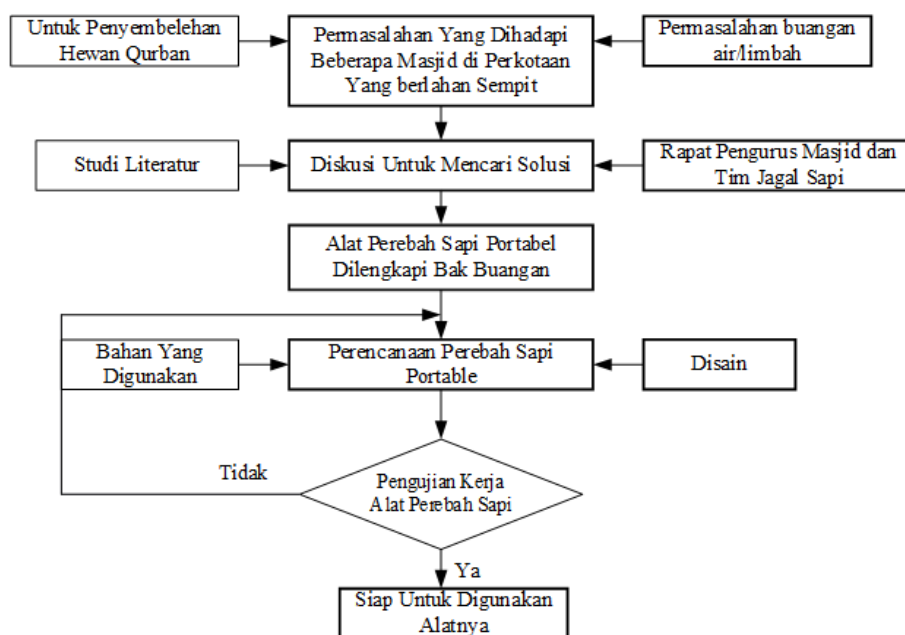 Untuk Penyembelehan
Hewan Qurban
Permasalahan Yang Dihadapi
Beberapa Masjid di Perkotaan
Yang berlahan Sempit
Permasalahan buangan
air/limbah
Studi Literatur
Diskusi Untuk Mencari Solusi
Rapat Pengurus Masjid dan
Tim Jagal Sapi
Alat Perebah Sapi Portabel
Dilengkapi Bak Buangan
Bahan Yang
Digunakan
Perencanaan Perebah Sapi
Portable
Disain
Tidak
Pengujian Kerja
Alat Perebah Sapi
Ya
Siap Untuk Digunakan
Alatnya